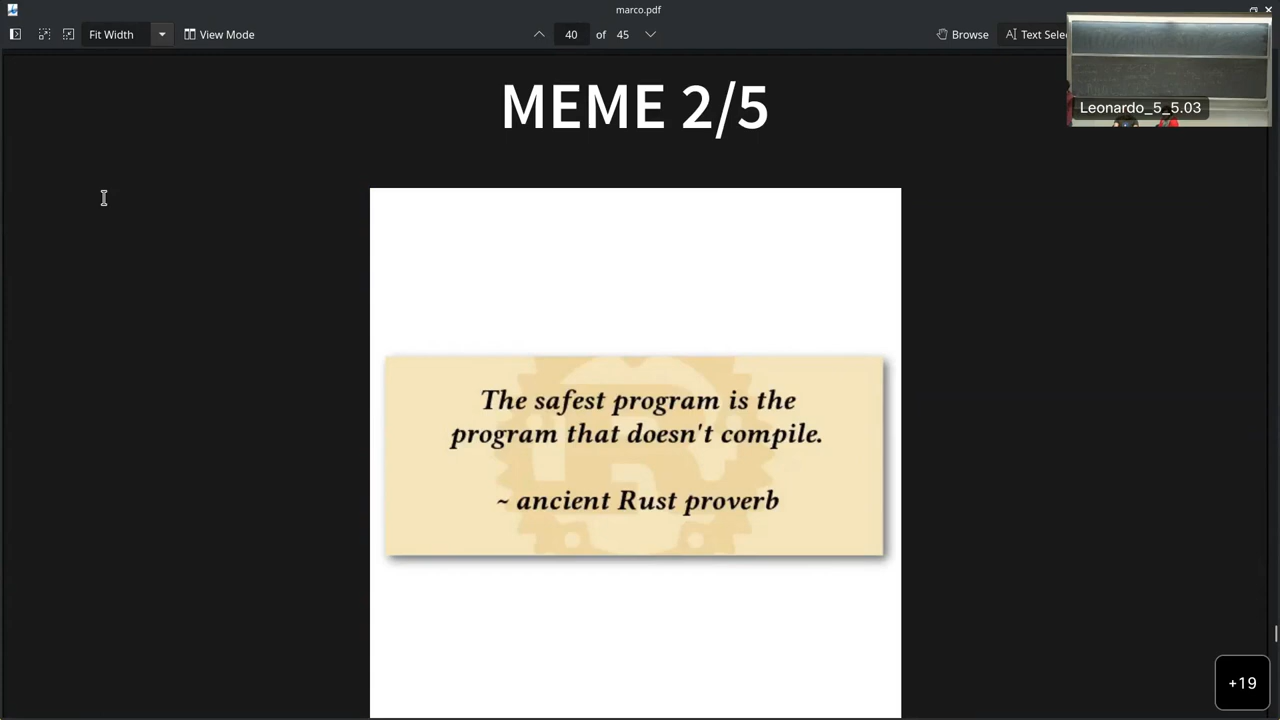 marco.pdf
Fit Width
View Mode
40 of 45
Browse
Text Sele
Leonardo_5_5.03
MEME 2/5
The safest program is the
program that doesn't compile.
~ ancient Rust proverb
+19